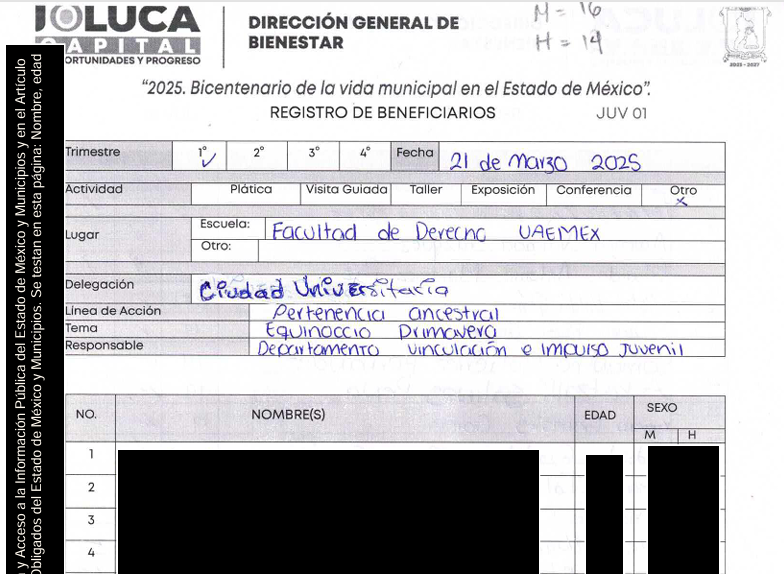 TOLUCA
CAPITAL
OPORTUNIDADES Y PROGRESO
DIRECCIÓN GENERAL DE
BIENESTAR
M = 16
H = 14
"2025. Bicentenario de la vida municipal en el Estado de México".
REGISTRO DE BENEFICIARIOS JUV 01
Trimestre 1° ✓ 2° 3° 4° Fecha 21 de Marzo 2025
Actividad Plática Visita Guiada Taller Exposición Conferencia Otro x
Lugar Escuela: Facultad de Derecho UAEMEX
Otro:
Delegación Ciudad Universitaria
Línea de Acción Pertenencia ancestral
Tema Equinoccio Primavera
Responsable Departamento vinculación e impulso Juvenil
NO. NOMBRE(S) EDAD SEXO
M H
1
2
3
4
y Acceso a la Información Pública del Estado de México y Municipios y en el Artículo
Obligados del Estado de México y Municipios. Se testan en esta página: Nombre, edad